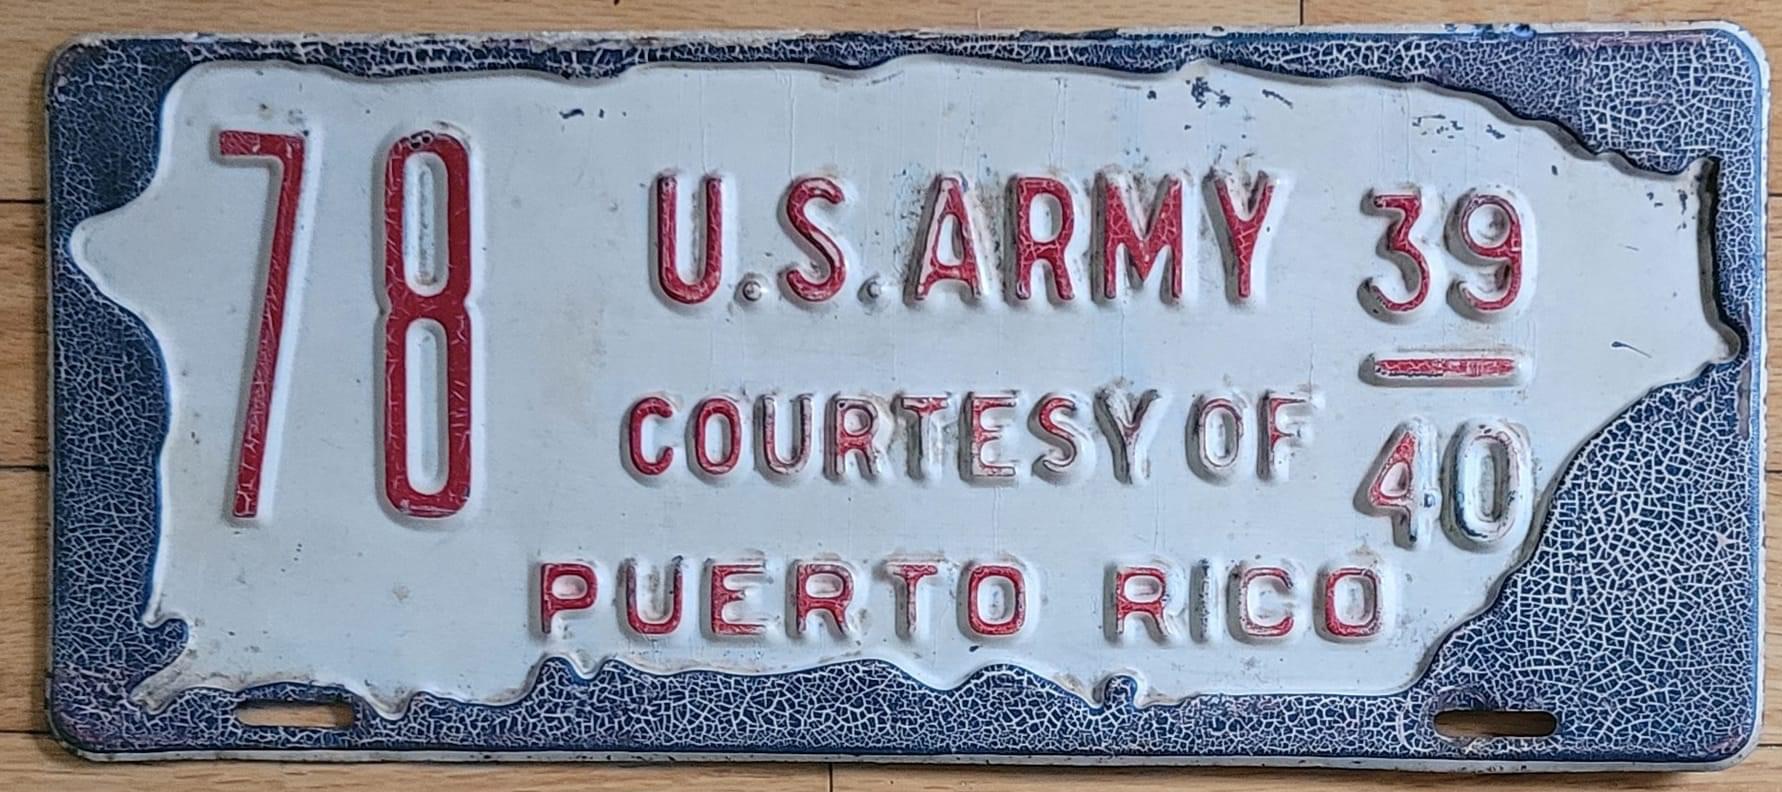 78 U.S. ARMY 39
COURTESY OF 40
PUERTO RICO